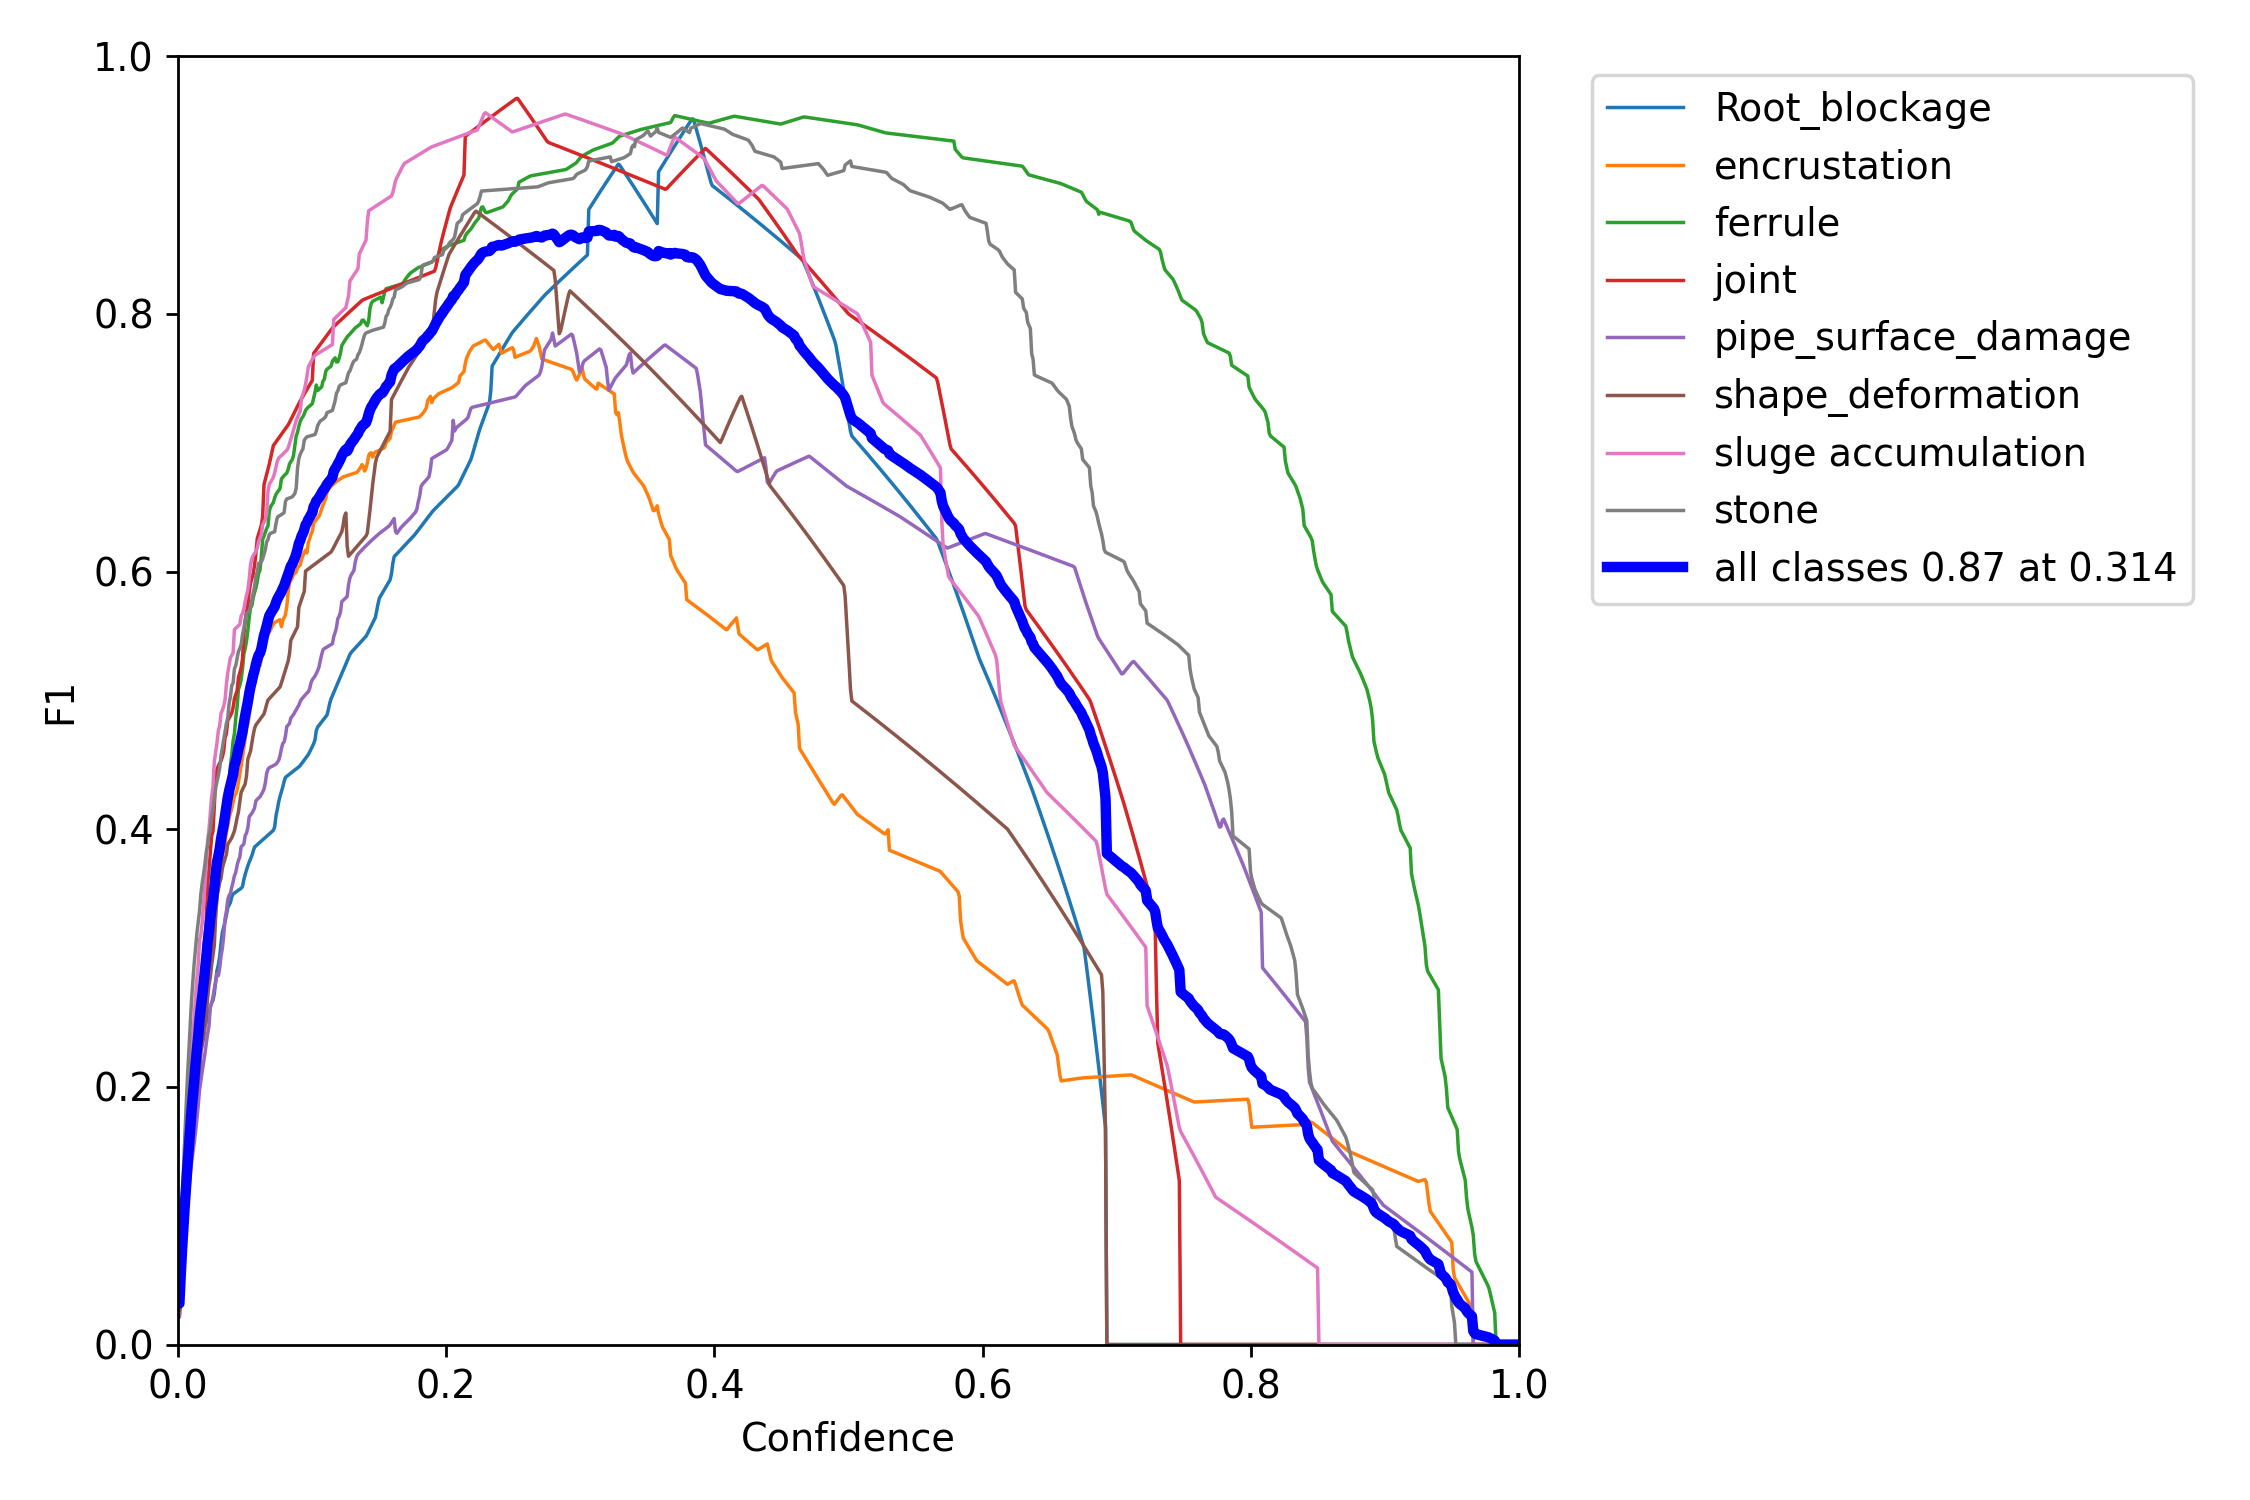 1.0
0.8
0.6
0.4
0.2
0.0
F1
0.0 0.2 0.4 0.6 0.8 1.0
Confidence
Root_blockage
encrustation
ferrule
joint
pipe_surface_damage
shape_deformation
sluge accumulation
stone
all classes 0.87 at 0.314